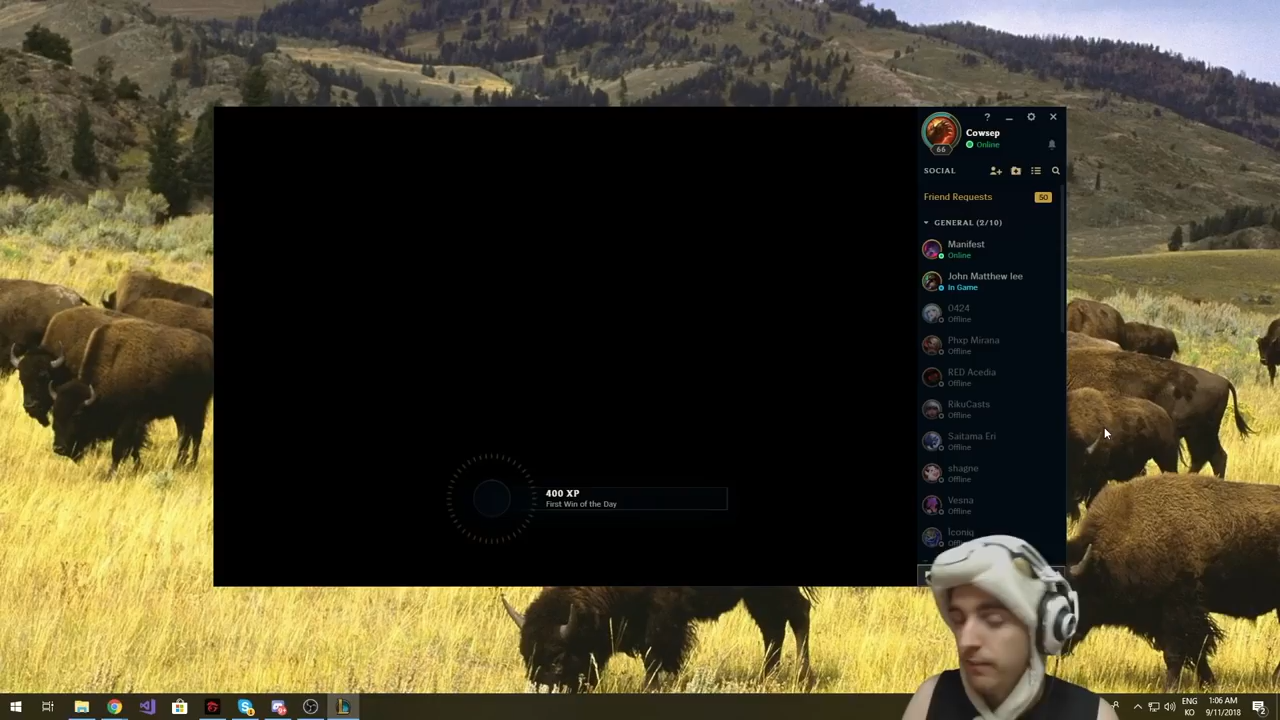 ?
Cowsep
66
Online
SOCIAL
Friend Requests
50
GENERAL (2/10)
Manifest
Online
John Matthew lee
In Game
0424
Offline
Phxp Mirana
Offline
RED Acedia
Offline
RikuCasts
Offline
Saitama Eri
Offline
shagne
Offline
Vesna
Offline
400 XP
First Win of the Day
ENG
KO
1:06 AM
9/11/2018
2